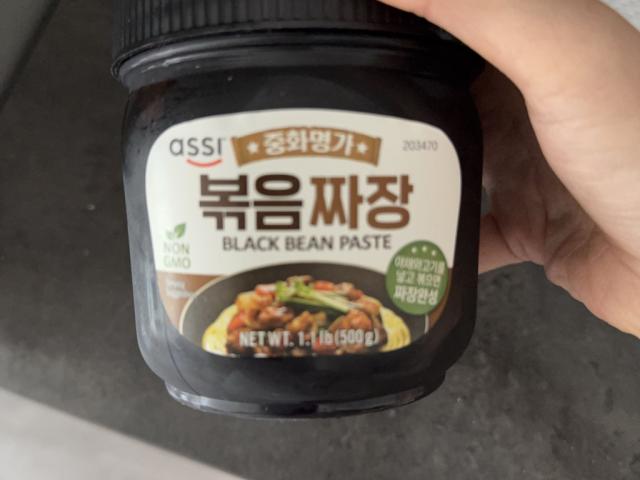 assi
★ 중화명가 ★
203470
볶음짜장
BLACK BEAN PASTE
NON
GMO
야채와고기를
넣고 볶으면
짜장완성
NET WT. 1.1 lb (500 g)